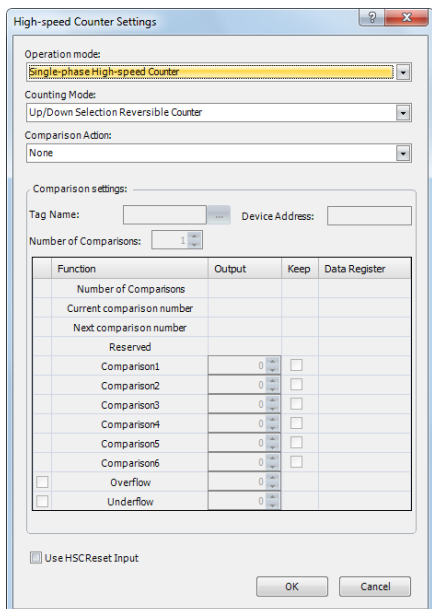 High-speed Counter Settings
Operation mode:
Single-phase High-speed Counter
Counting Mode:
Up/Down Selection Reversible Counter
Comparison Action:
None
Comparison settings:
Tag Name: ... Device Address:
Number of Comparisons: 1
Function Output Keep Data Register
Number of Comparisons
Current comparison number
Next comparison number
Reserved
Comparison1 0
Comparison2 0
Comparison3 0
Comparison4 0
Comparison5 0
Comparison6 0
Overflow 0
Underflow 0
Use HSCReset Input
OK Cancel